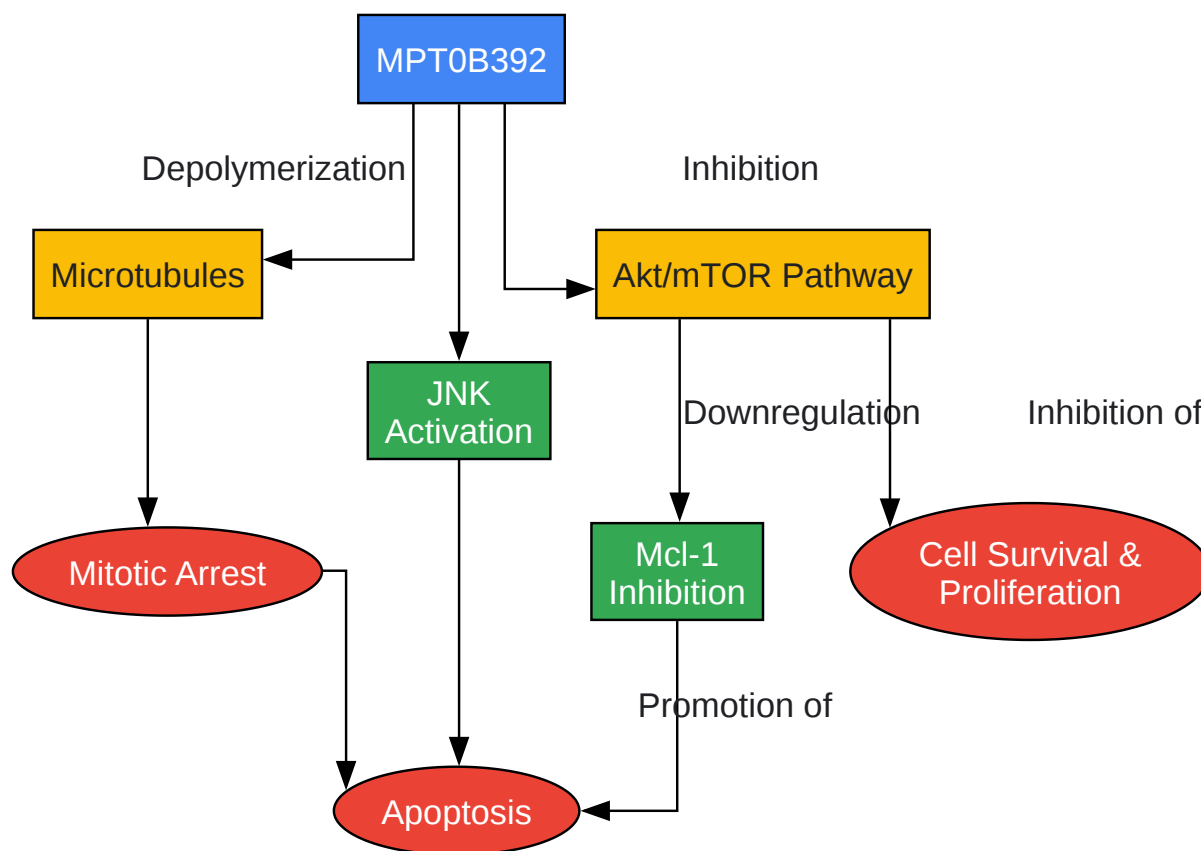 MPT0B392
Depolymerization
Inhibition
Microtubules
Akt/mTOR Pathway
JNK
Activation
Downregulation
Inhibition of
Mitotic Arrest
Mcl-1
Inhibition
Cell Survival &
Proliferation
Promotion of
Apoptosis